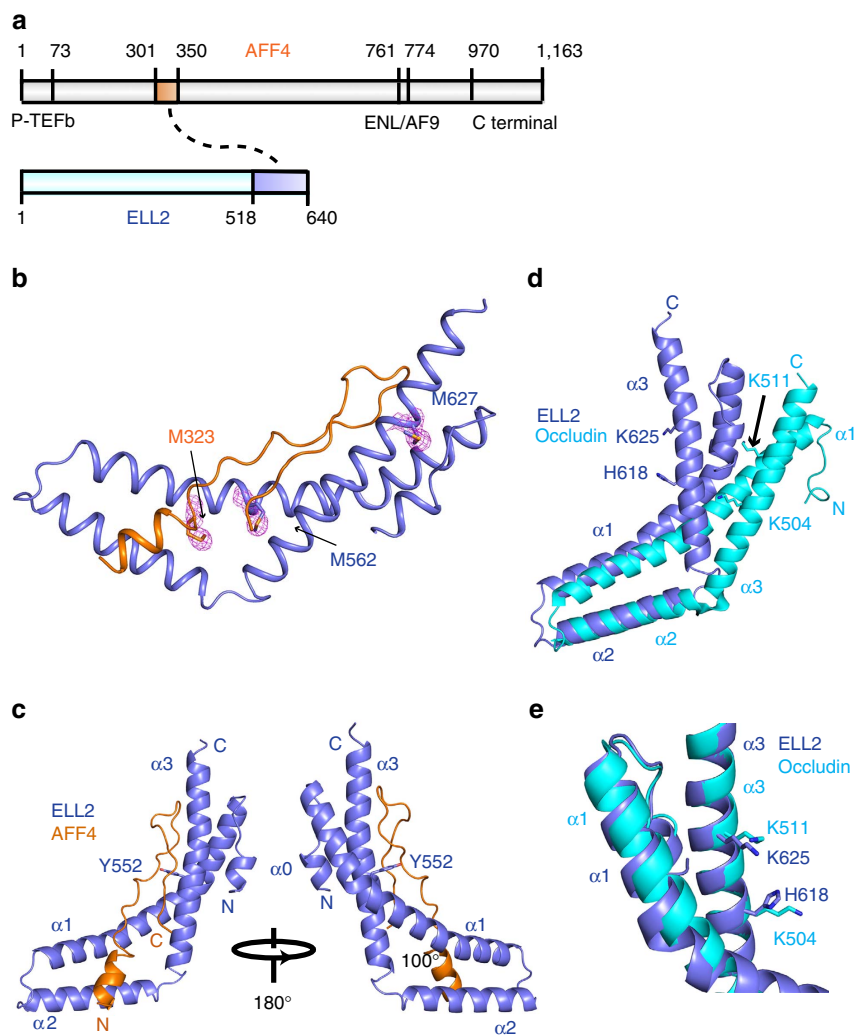 a
1 73 301 350 AFF4 761 774 970 1,163
P-TEFb ENL/AF9 C terminal
1 ELL2 518 640
b
M323
M627
M562
c
ELL2
AFF4
α3
C
Y552
N
α1
C
α2
N
180°
C
α3
α0
Y552
N
α1
100°
α2
d
C
α3
C
K511
ELL2
Occludin
K625
α1
H618
N
K504
α1
α3
α2
α2
e
α3 ELL2
α3 Occludin
α1
K511
K625
α1
H618
K504